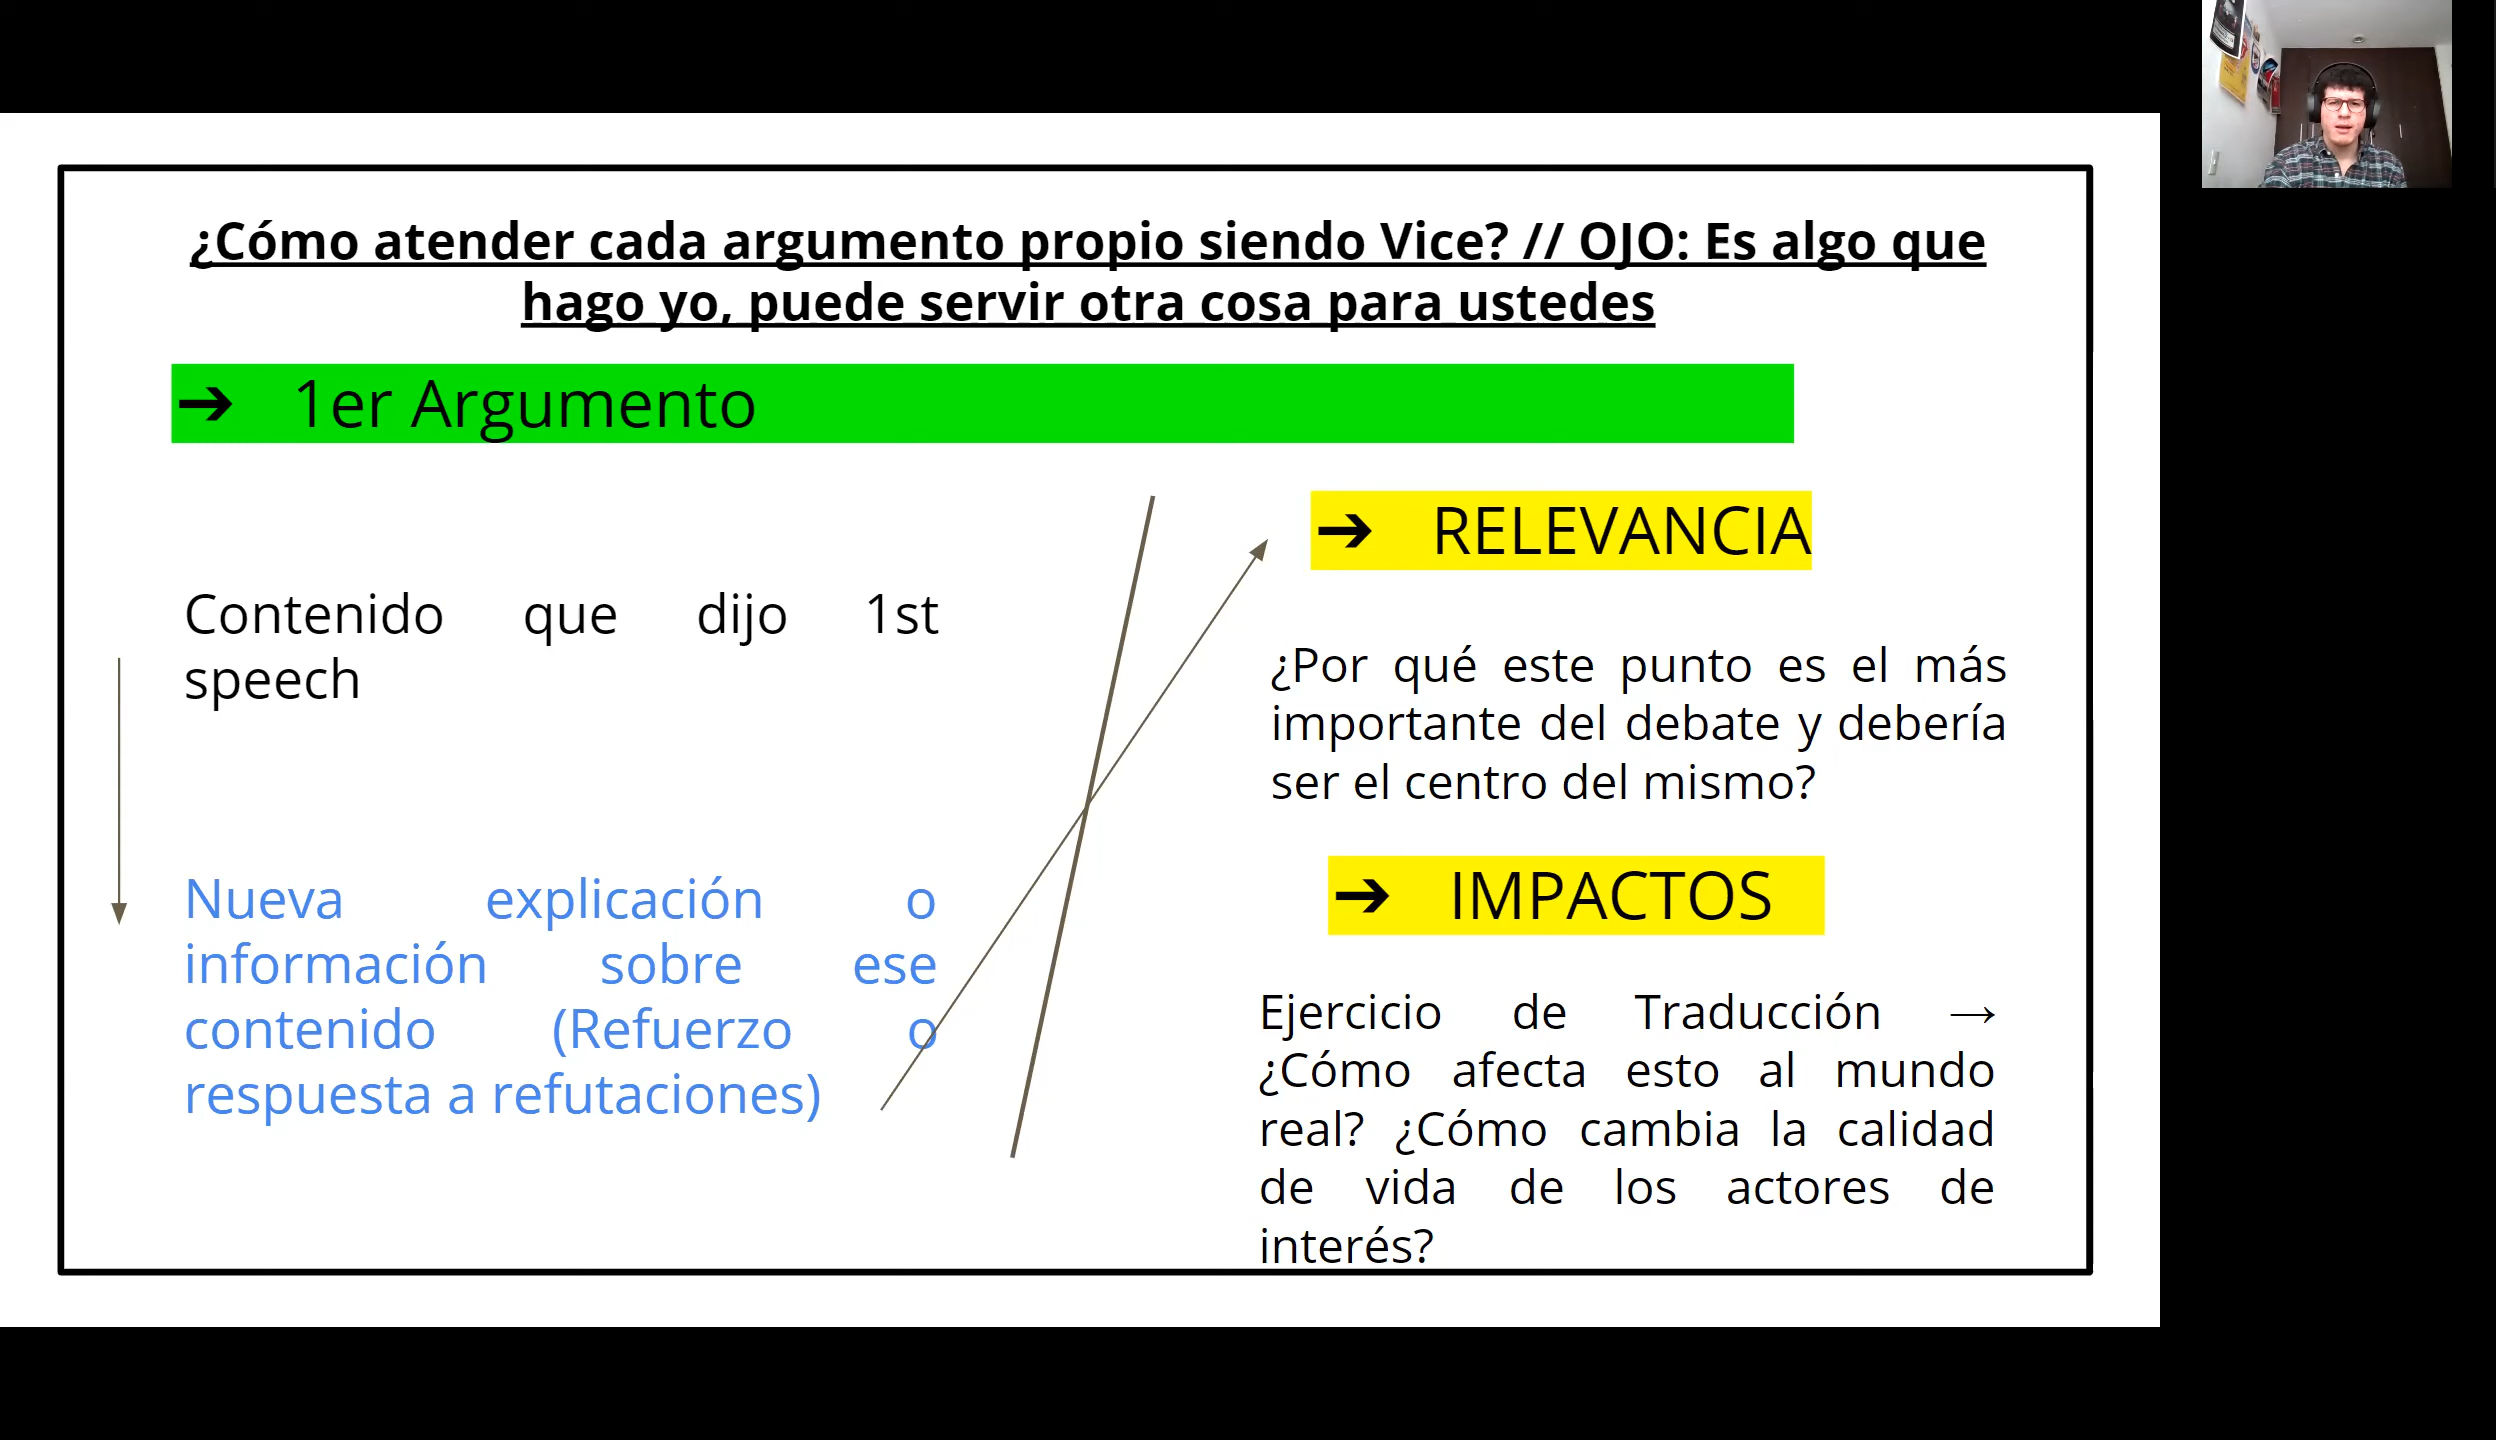 ¿Cómo atender cada argumento propio siendo Vice? // OJO: Es algo que
hago yo, puede servir otra cosa para ustedes
➔ 1er Argumento
Contenido que dijo 1st
speech
Nueva explicación o
información sobre ese
contenido (Refuerzo o
respuesta a refutaciones)
➔ RELEVANCIA
¿Por qué este punto es el más
importante del debate y debería
ser el centro del mismo?
➔ IMPACTOS
Ejercicio de Traducción →
¿Cómo afecta esto al mundo
real? ¿Cómo cambia la calidad
de vida de los actores de
interés?